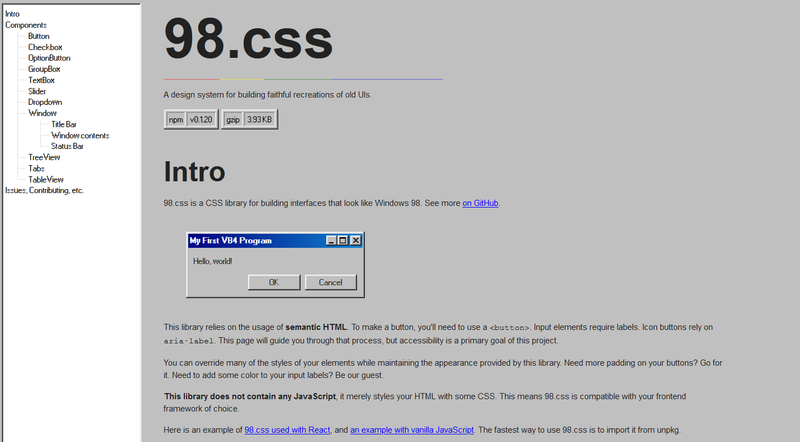 Intro
Components
Button
Checkbox
OptionButton
GroupBox
TextBox
Slider
Dropdown
Window
Title Bar
Window contents
Status Bar
TreeView
Tabs
TableView
Issues, Contributing, etc.
98.css
A design system for building faithful recreations of old UIs.
npm v0.1.20 gzip 3.93 KB
Intro
98.css is a CSS library for building interfaces that look like Windows 98. See more on GitHub.
My First VB4 Program
Hello, world!
OK Cancel
This library relies on the usage of semantic HTML. To make a button, you'll need to use a <button>. Input elements require labels. Icon buttons rely on
aria-label. This page will guide you through that process, but accessibility is a primary goal of this project.
You can override many of the styles of your elements while maintaining the appearance provided by this library. Need more padding on your buttons? Go for
it. Need to add some color to your input labels? Be our guest.
This library does not contain any JavaScript, it merely styles your HTML with some CSS. This means 98.css is compatible with your frontend
framework of choice.
Here is an example of 98.css used with React, and an example with vanilla JavaScript. The fastest way to use 98.css is to import it from unpkg.